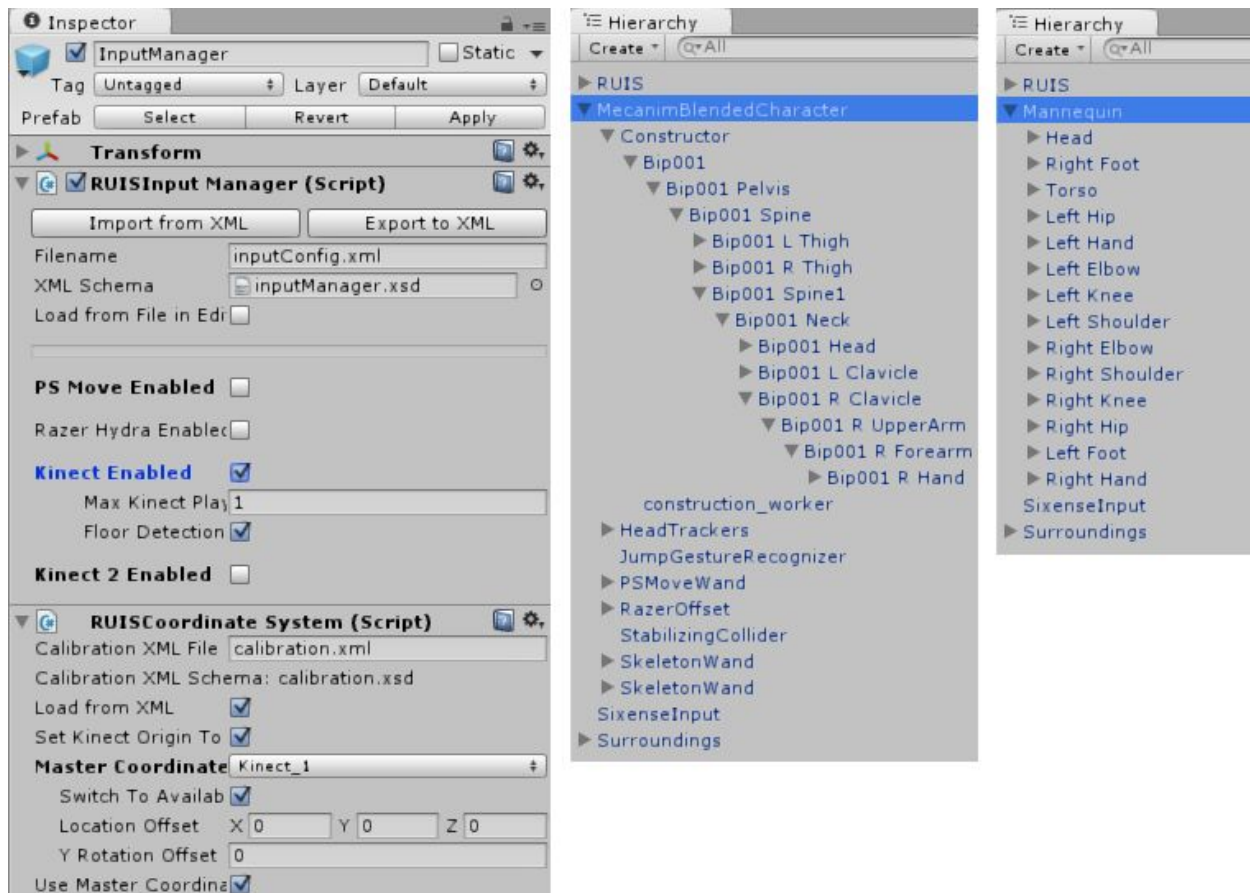 Inspector
InputManager Static
Tag Untagged Layer Default
Prefab Select Revert Apply
Transform
RUISInput Manager (Script)
Import from XML Export to XML
Filename inputConfig.xml
XML Schema inputManager.xsd
Load from File in Edi
PS Move Enabled
Razer Hydra Enabled
Kinect Enabled
Max Kinect Play 1
Floor Detection
Kinect 2 Enabled
RUISCoordinate System (Script)
Calibration XML File calibration.xml
Calibration XML Schema: calibration.xsd
Load from XML
Set Kinect Origin To
Master Coordinate Kinect_1
Switch To Availab
Location Offset X 0 Y 0 Z 0
Y Rotation Offset 0
Use Master Coordina
Hierarchy
Create All
RUIS
MecanimBlendedCharacter
Constructor
Bip001
Bip001 Pelvis
Bip001 Spine
Bip001 L Thigh
Bip001 R Thigh
Bip001 Spine1
Bip001 Neck
Bip001 Head
Bip001 L Clavicle
Bip001 R Clavicle
Bip001 R UpperArm
Bip001 R Forearm
Bip001 R Hand
construction_worker
HeadTrackers
JumpGestureRecognizer
PSMoveWand
RazerOffset
StabilizingCollider
SkeletonWand
SkeletonWand
SixenseInput
Surroundings
Hierarchy
Create All
RUIS
Mannequin
Head
Right Foot
Torso
Left Hip
Left Hand
Left Elbow
Left Knee
Left Shoulder
Right Elbow
Right Shoulder
Right Knee
Right Hip
Left Foot
Right Hand
SixenseInput
Surroundings